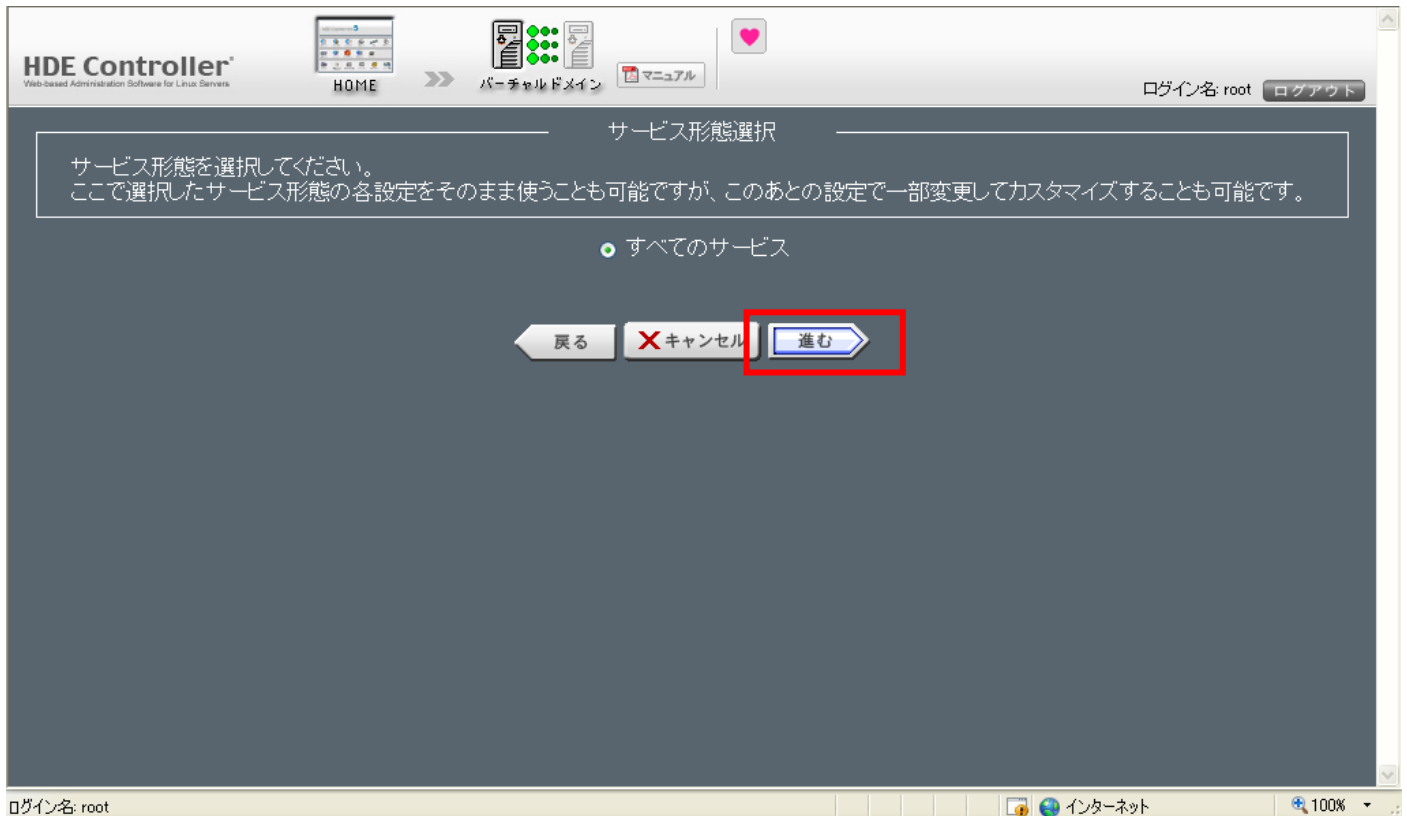 HDE Controller
Web-based Administration Software for Linux Servers
HOME
バーチャルドメイン
マニュアル
ログイン名: root
ログアウト
サービス形態選択
サービス形態を選択してください。
ここで選択したサービス形態の各設定をそのまま使うことも可能ですが、このあとの設定で一部変更してカスタマイズすることも可能です。
すべてのサービス
戻る
キャンセル
進む
ログイン名: root
インターネット
100%